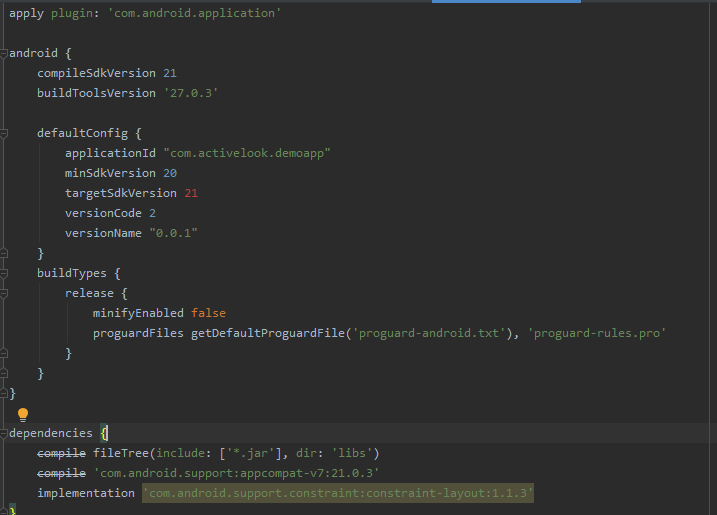 apply plugin: 'com.android.application'
android {
compileSdkVersion 21
buildToolsVersion '27.0.3'
defaultConfig {
applicationId "com.activelook.demoapp"
minSdkVersion 20
targetSdkVersion 21
versionCode 2
versionName "0.0.1"
}
buildTypes {
release {
minifyEnabled false
proguardFiles getDefaultProguardFile('proguard-android.txt'), 'proguard-rules.pro'
}
}
}
dependencies {
compile fileTree(include: ['*.jar'], dir: 'libs')
compile 'com.android.support:appcompat-v7:21.0.3'
implementation 'com.android.support.constraint:constraint-layout:1.1.3'
}